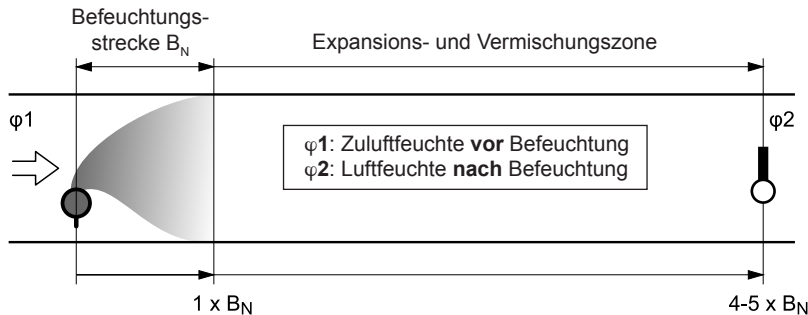 Befeuchtungs-
strecke B_N
Expansions- und Vermischungszone
φ1
φ2
φ1: Zuluftfeuchte vor Befeuchtung
φ2: Luftfeuchte nach Befeuchtung
1 x B_N
4-5 x B_N